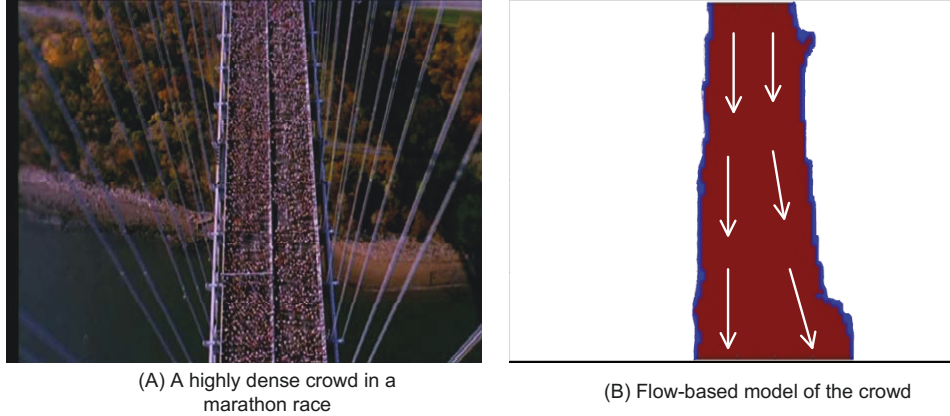 (A) A highly dense crowd in a
marathon race
(B) Flow-based model of the crowd